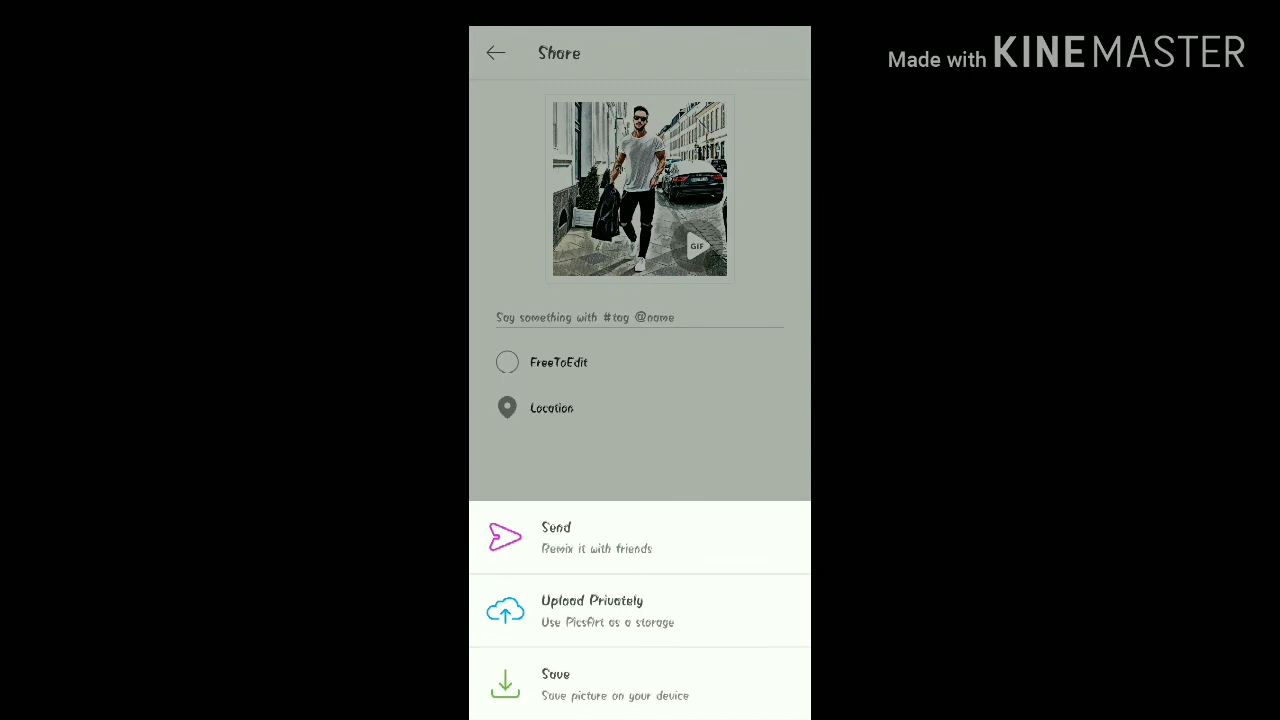 Share
Made with KINEMASTER
GIF
Say something with #tag @name
FreeToEdit
Location
Send
Remix it with friends
Upload Privately
Use PicsArt as a storage
Save
Save picture on your device